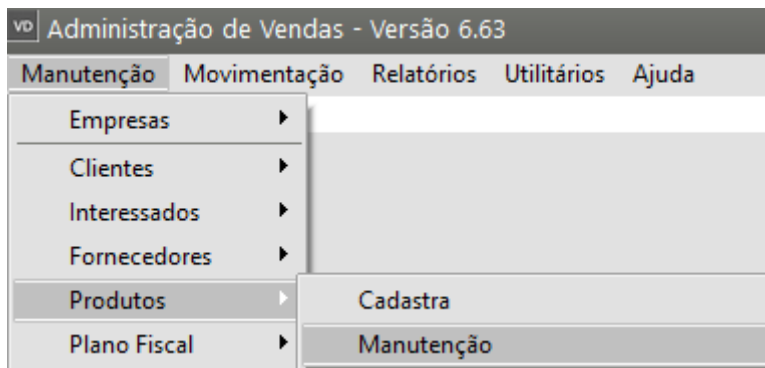 VD Administração de Vendas - Versão 6.63
Manutenção Movimentação Relatórios Utilitários Ajuda
Empresas
Clientes
Interessados
Fornecedores
Produtos
Cadastra
Plano Fiscal
Manutenção